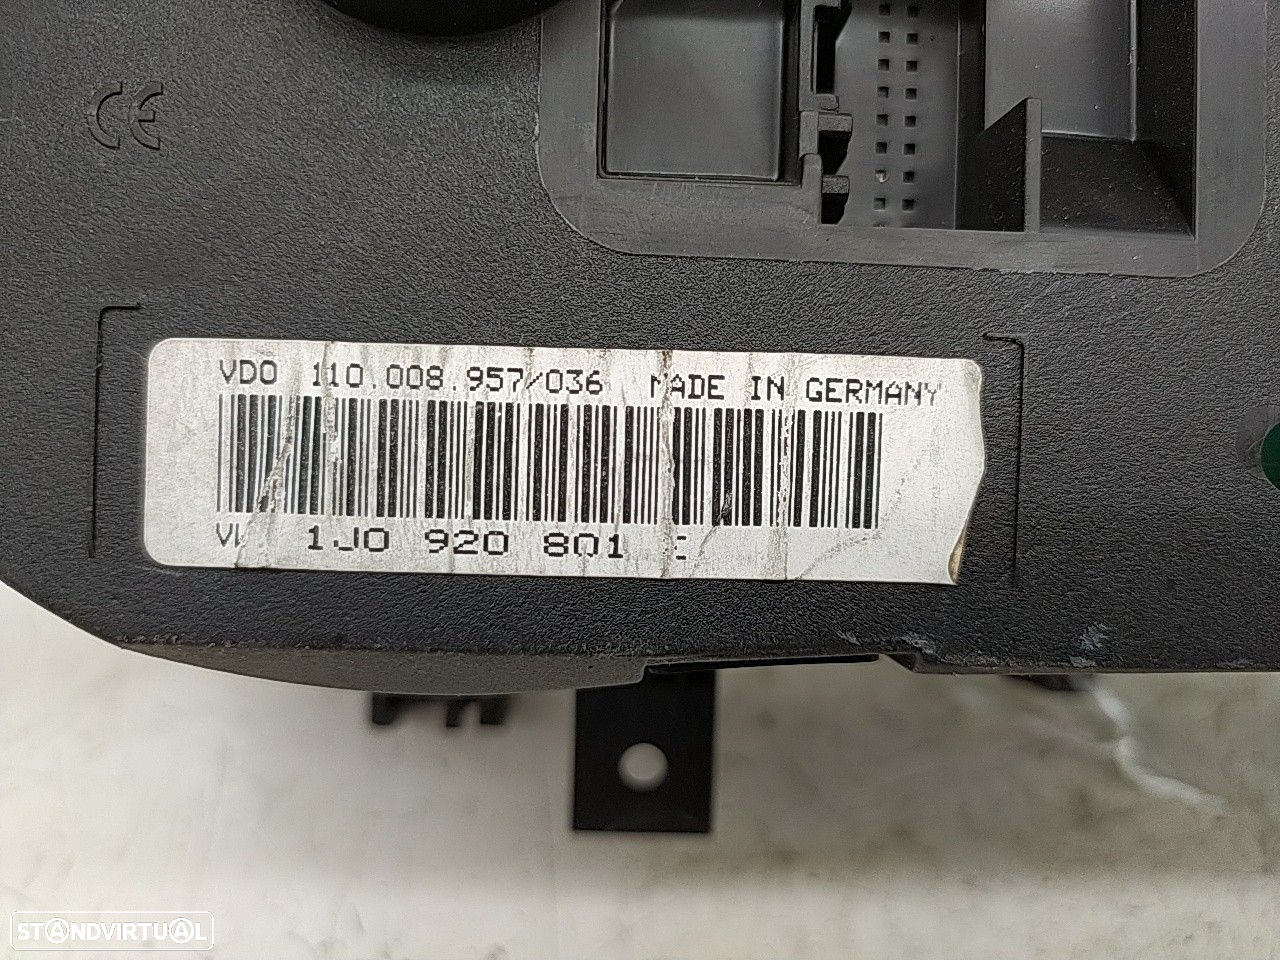 CE
VDO 110.008.957/036 MADE IN GERMANY
1J0 920 801
STANDVIRTUAL